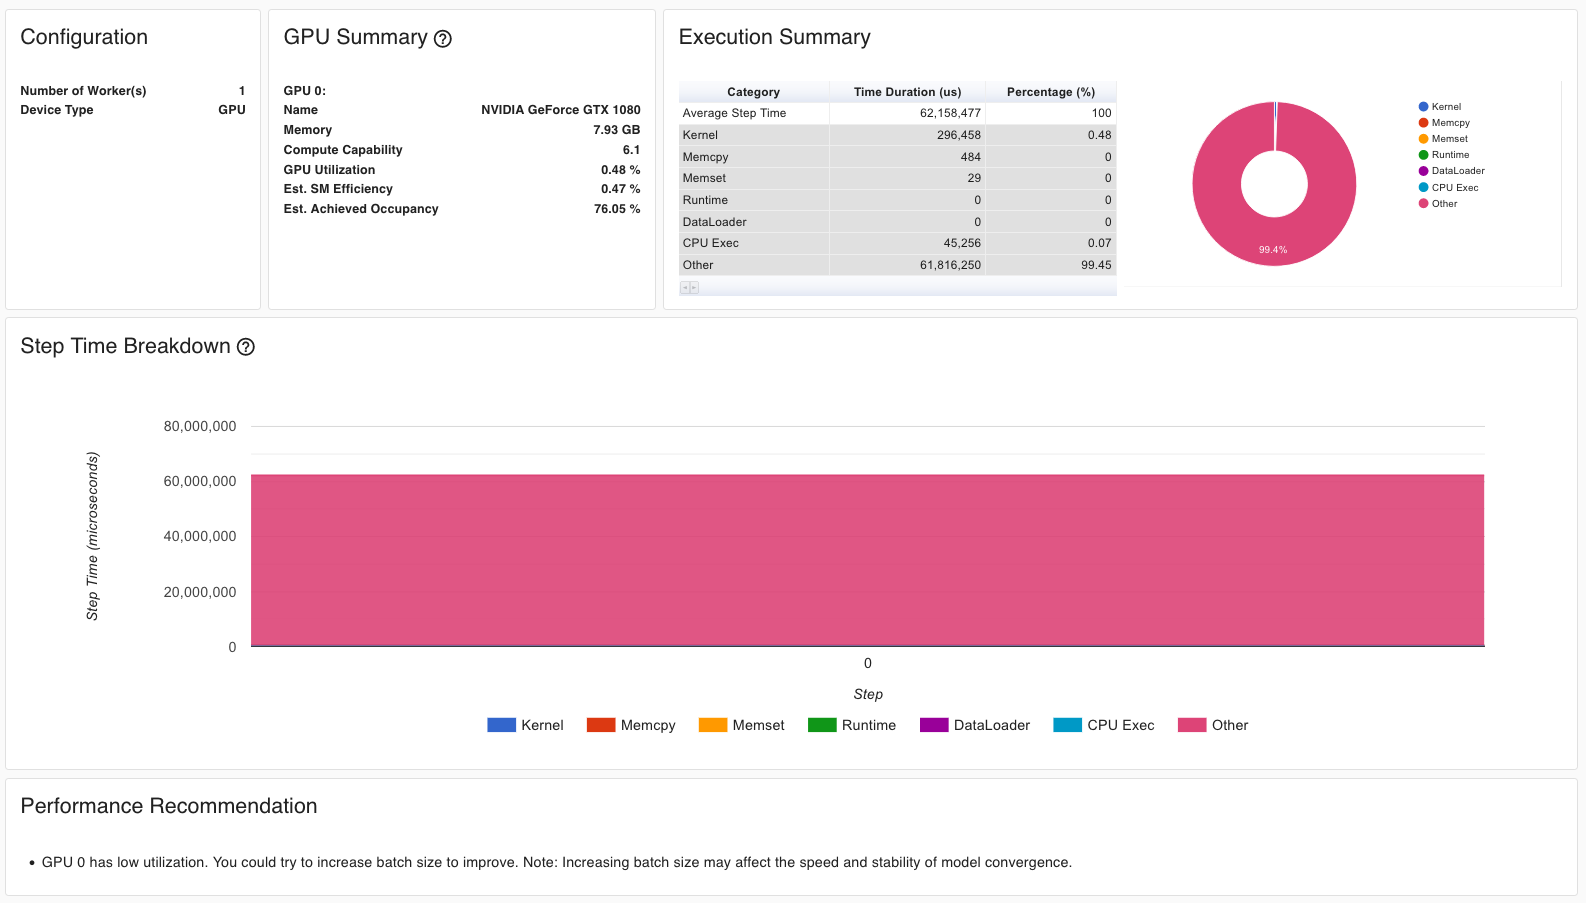 Configuration
Number of Worker(s) 1
Device Type GPU
GPU Summary
GPU 0:
Name NVIDIA GeForce GTX 1080
Memory 7.93 GB
Compute Capability 6.1
GPU Utilization 0.48 %
Est. SM Efficiency 0.47 %
Est. Achieved Occupancy 76.05 %
Execution Summary
Category Time Duration (us) Percentage (%)
Average Step Time 62,158,477 100
Kernel 296,458 0.48
Memcpy 484 0
Memset 29 0
Runtime 0 0
DataLoader 0 0
CPU Exec 45,256 0.07
Other 61,816,250 99.45
99.4%
Kernel
Memcpy
Memset
Runtime
DataLoader
CPU Exec
Other
Step Time Breakdown
Step Time (microseconds)
80,000,000
60,000,000
40,000,000
20,000,000
0
0
Step
Kernel Memcpy Memset Runtime DataLoader CPU Exec Other
Performance Recommendation
• GPU 0 has low utilization. You could try to increase batch size to improve. Note: Increasing batch size may affect the speed and stability of model convergence.